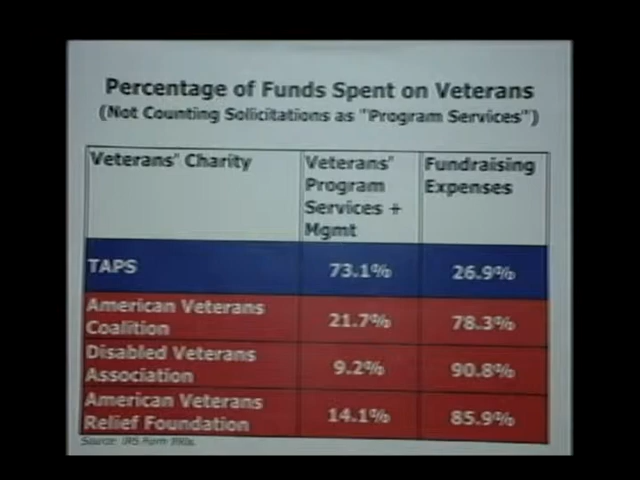 Percentage of Funds Spent on Veterans
(Not Counting Solicitations as "Program Services")
Veterans' Charity
Veterans'
Program
Services +
Mgmt
Fundraising
Expenses
TAPS 73.1% 26.9%
American Veterans
Coalition 21.7% 78.3%
Disabled Veterans
Association 9.2% 90.8%
American Veterans
Relief Foundation 14.1% 85.9%
Source: IRS Form 990s